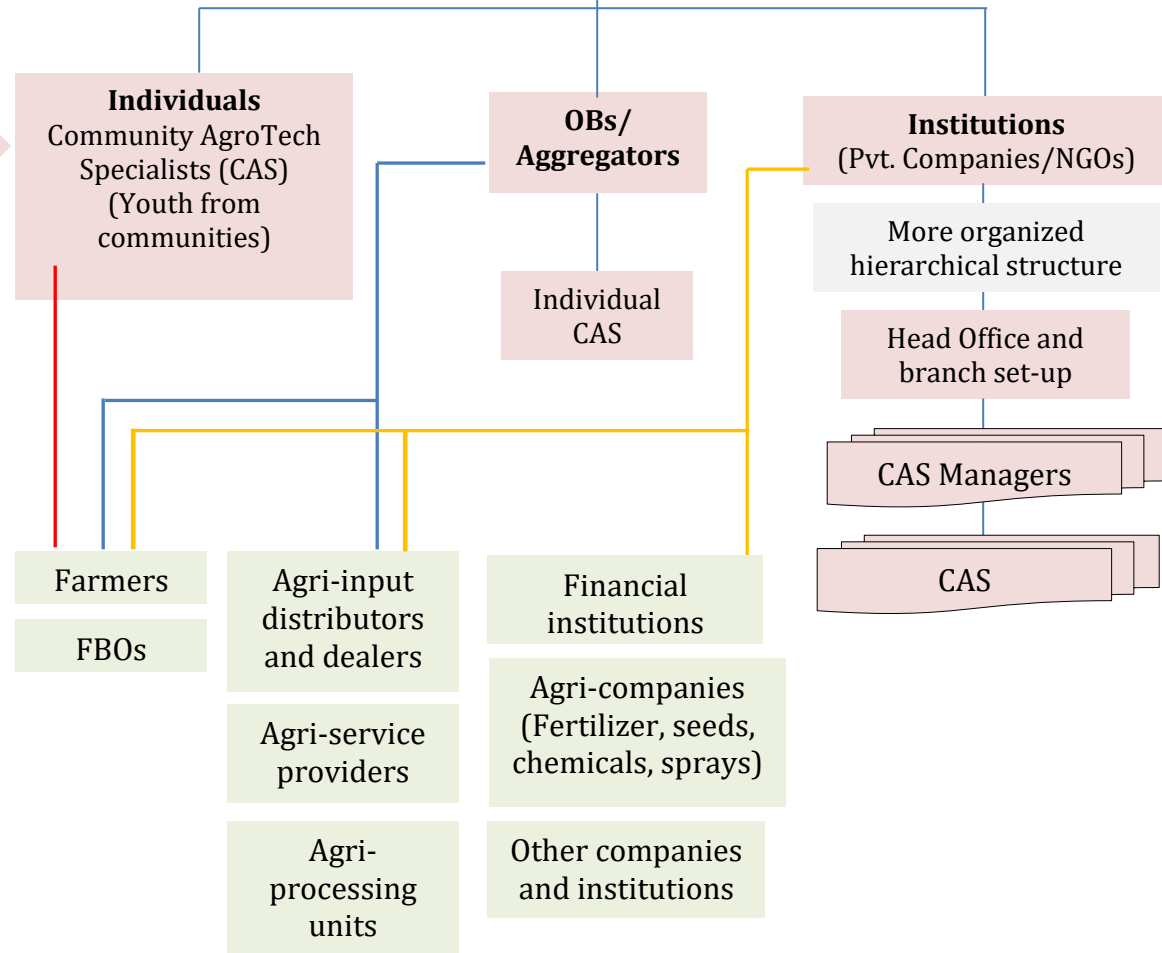 Individuals
Community AgroTech
Specialists (CAS)
(Youth from
communities)
OBs/
Aggregators
Institutions
(Pvt. Companies/NGOs)
More organized
hierarchical structure
Individual
CAS
Head Office and
branch set-up
CAS Managers
CAS
Farmers
FBOs
Agri-input
distributors
and dealers
Agri-service
providers
Agri-
processing
units
Financial
institutions
Agri-companies
(Fertilizer, seeds,
chemicals, sprays)
Other companies
and institutions